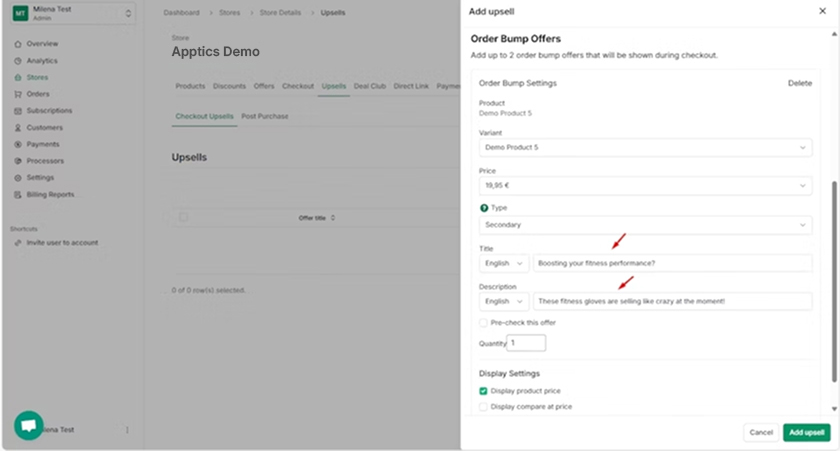 MT
Milena Test
Admin
Overview
Analytics
Stores
Orders
Subscriptions
Customers
Payments
Processors
Settings
Billing Reports
Shortcuts
Invite user to account
ilena Test
Dashboard > Stores > Store Details > Upsells
Store
Apptics Demo
Products Discounts Offers Checkout Upsells Deal Club Direct Link Payme
Checkout Upsells Post Purchase
Upsells
Offer title
0 of 0 row(s) selected.
Add upsell
Order Bump Offers
Add up to 2 order bump offers that will be shown during checkout.
Order Bump Settings Delete
Product
Demo Product 5
Variant
Demo Product 5
Price
19,95 €
? Type
Secondary
Title
English Boosting your fitness performance?
Description
English These fitness gloves are selling like crazy at the moment!
Pre-check this offer
Quantity 1
Display Settings
Display product price
Display compare at price
Cancel Add upsell